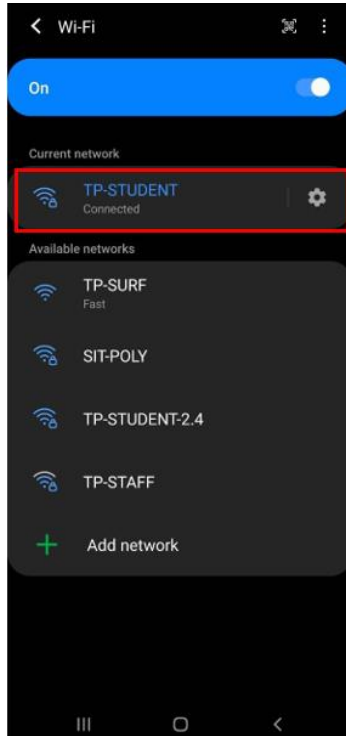 Wi-Fi
On
Current network
TP-STUDENT
Connected
Available networks
TP-SURF
Fast
SIT-POLY
TP-STUDENT-2.4
TP-STAFF
Add network